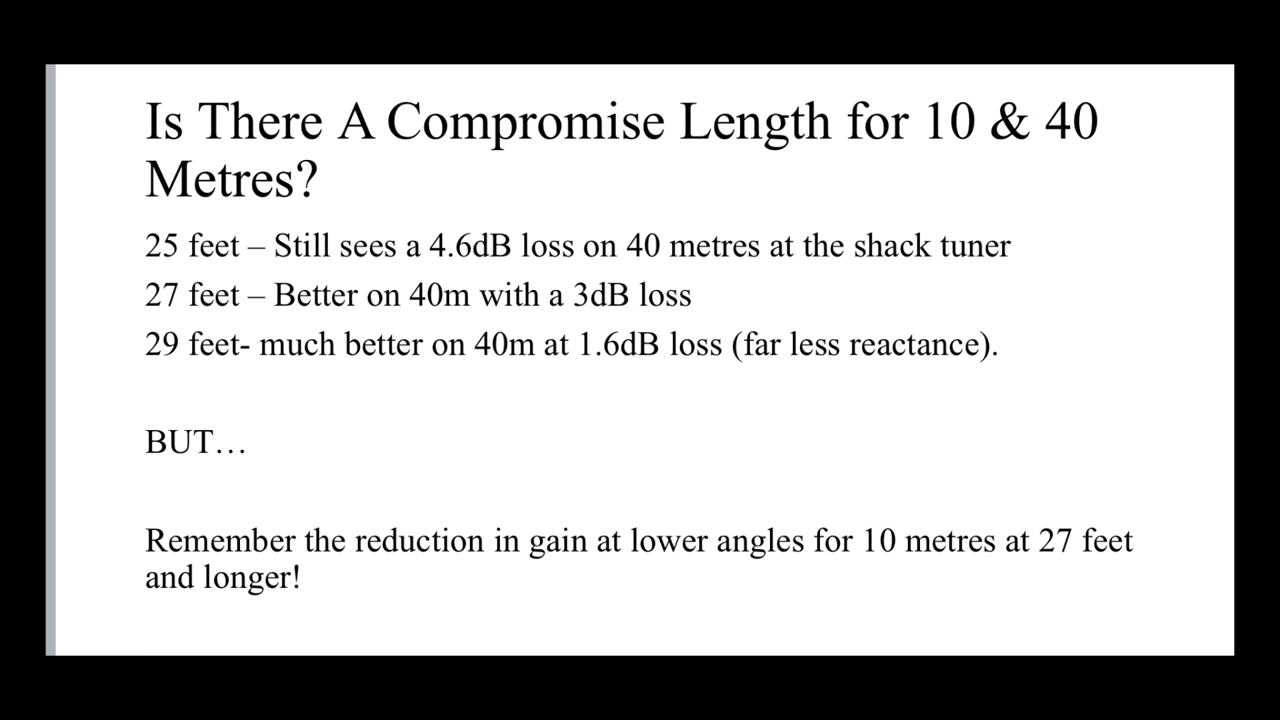 Is There A Compromise Length for 10 & 40
Metres?
25 feet – Still sees a 4.6dB loss on 40 metres at the shack tuner
27 feet – Better on 40m with a 3dB loss
29 feet- much better on 40m at 1.6dB loss (far less reactance).
BUT…
Remember the reduction in gain at lower angles for 10 metres at 27 feet
and longer!